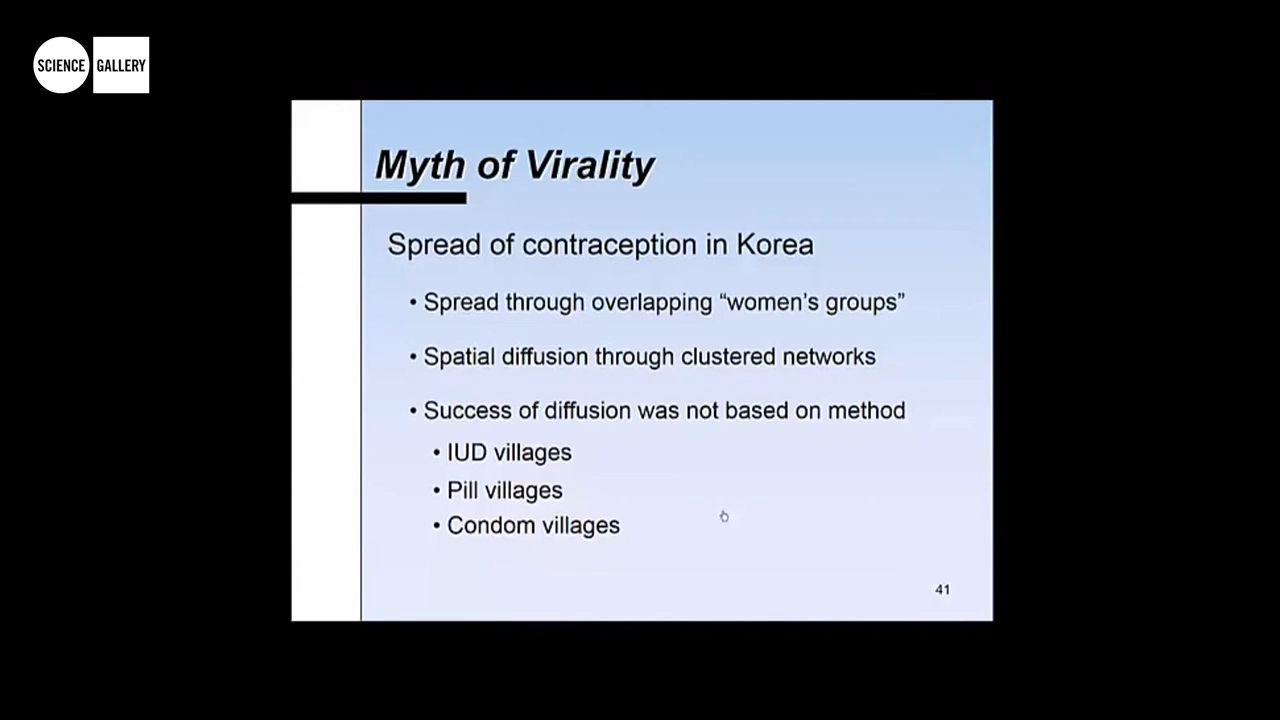 SCIENCE GALLERY
Myth of Virality
Spread of contraception in Korea
• Spread through overlapping “women’s groups”
• Spatial diffusion through clustered networks
• Success of diffusion was not based on method
• IUD villages
• Pill villages
• Condom villages
41